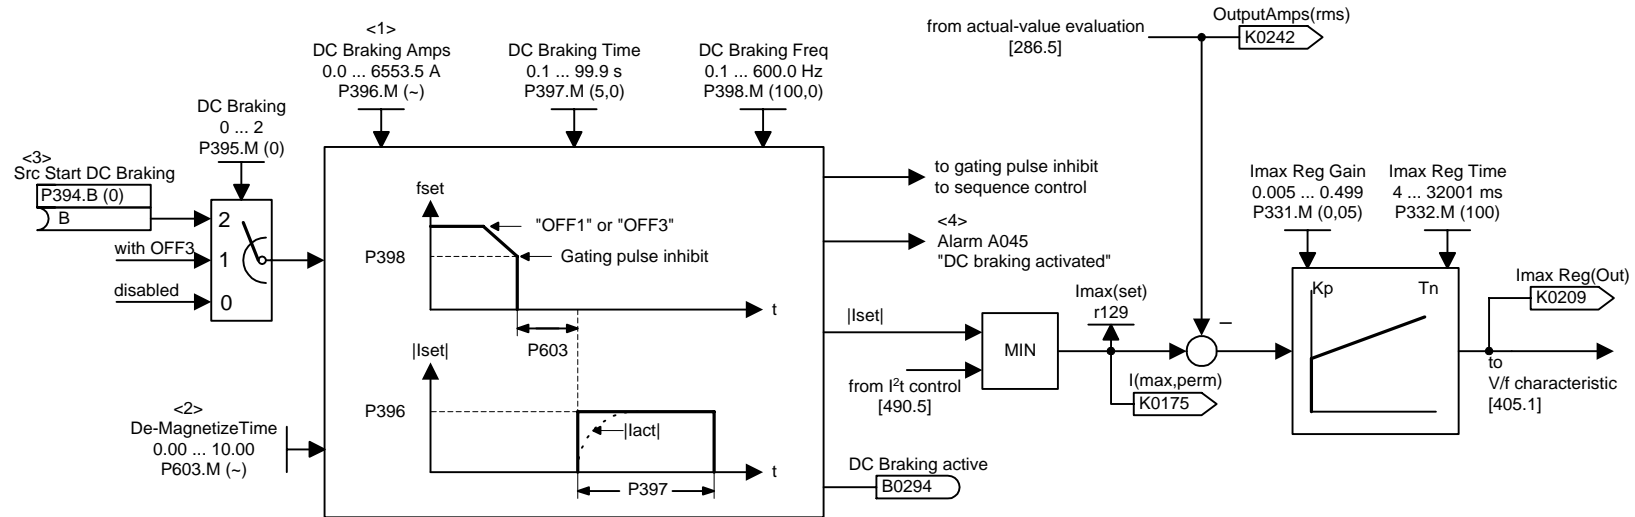 <1>
DC Braking Amps
0.0 ... 6553.5 A
P396.M (~)
DC Braking Time
0.1 ... 99.9 s
P397.M (5,0)
DC Braking Freq
0.1 ... 600.0 Hz
P398.M (100,0)
from actual-value evaluation
[286.5]
OutputAmps(rms)
K0242
DC Braking
0 ... 2
P395.M (0)
<3>
Src Start DC Braking
P394.B (0)
B
2
with OFF3
1
disabled
0
<2>
De-MagnetizeTime
0.00 ... 10.00
P603.M (~)
fset
"OFF1" or "OFF3"
P398
Gating pulse inhibit
t
P603
|Iset|
P396
|Iact|
t
P397
to gating pulse inhibit
to sequence control
<4>
Alarm A045
"DC braking activated"
|Iset|
MIN
from I²t control
[490.5]
DC Braking active
B0294
Imax(set)
r129
I(max,perm)
K0175
–
Imax Reg Gain
0.005 ... 0.499
P331.M (0,05)
Imax Reg Time
4 ... 32001 ms
P332.M (100)
Kp
Tn
Imax Reg(Out)
K0209
to
V/f characteristic
[405.1]